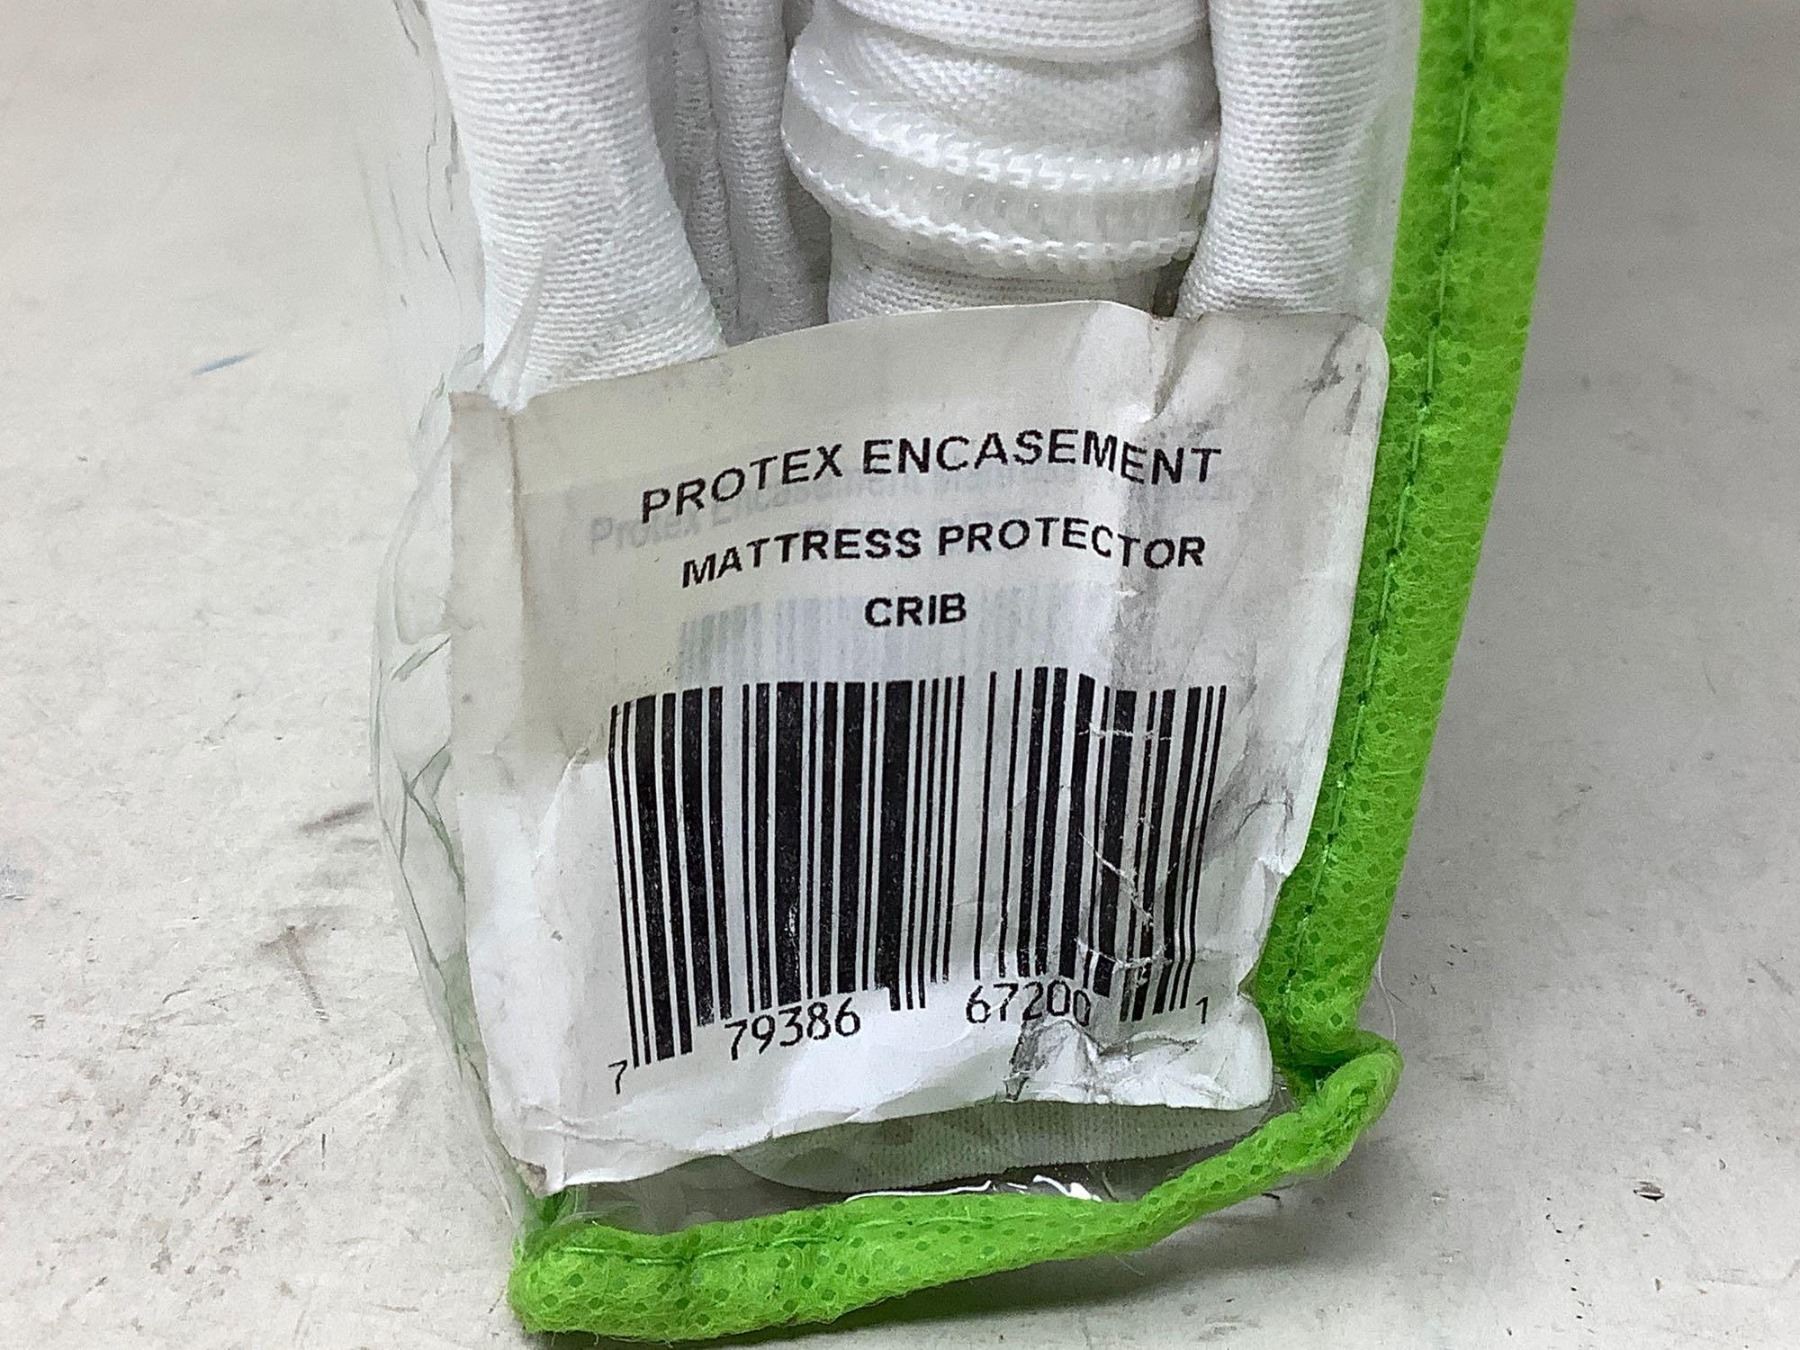 PROTEX ENCASEMENT
MATTRESS PROTECTOR
CRIB
7 79386 67200 1